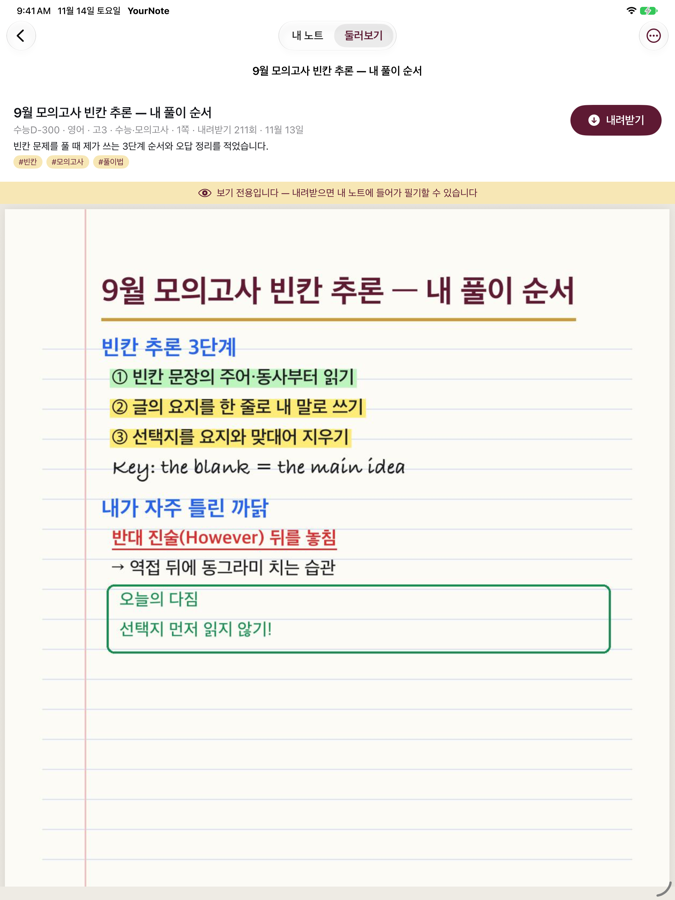 9:41 AM 11월 14일 토요일 YourNote
내 노트 둘러보기
9월 모의고사 빈칸 추론 — 내 풀이 순서
9월 모의고사 빈칸 추론 — 내 풀이 순서
수능D-300 · 영어 · 고3 · 수능·모의고사 · 1쪽 · 내려받기 211회 · 11월 13일
빈칸 문제를 풀 때 제가 쓰는 3단계 순서와 오답 정리를 적었습니다.
#빈칸 #모의고사 #풀이법
내려받기
보기 전용입니다 — 내려받으면 내 노트에 들어가 필기할 수 있습니다
9월 모의고사 빈칸 추론 — 내 풀이 순서
빈칸 추론 3단계
① 빈칸 문장의 주어·동사부터 읽기
② 글의 요지를 한 줄로 내 말로 쓰기
③ 선택지를 요지와 맞대어 지우기
Key: the blank = the main idea
내가 자주 틀린 까닭
반대 진술(However) 뒤를 놓침
→ 역접 뒤에 동그라미 치는 습관
오늘의 다짐
선택지 먼저 읽지 않기!